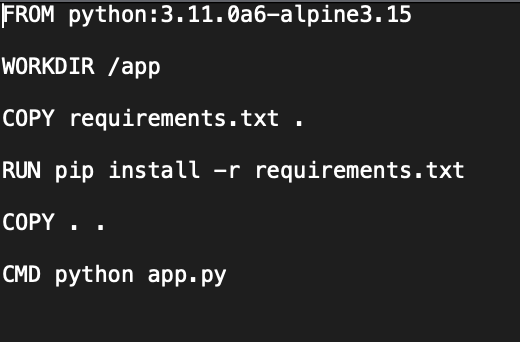 FROM python:3.11.0a6-alpine3.15
WORKDIR /app
COPY requirements.txt .
RUN pip install -r requirements.txt
COPY . .
CMD python app.py